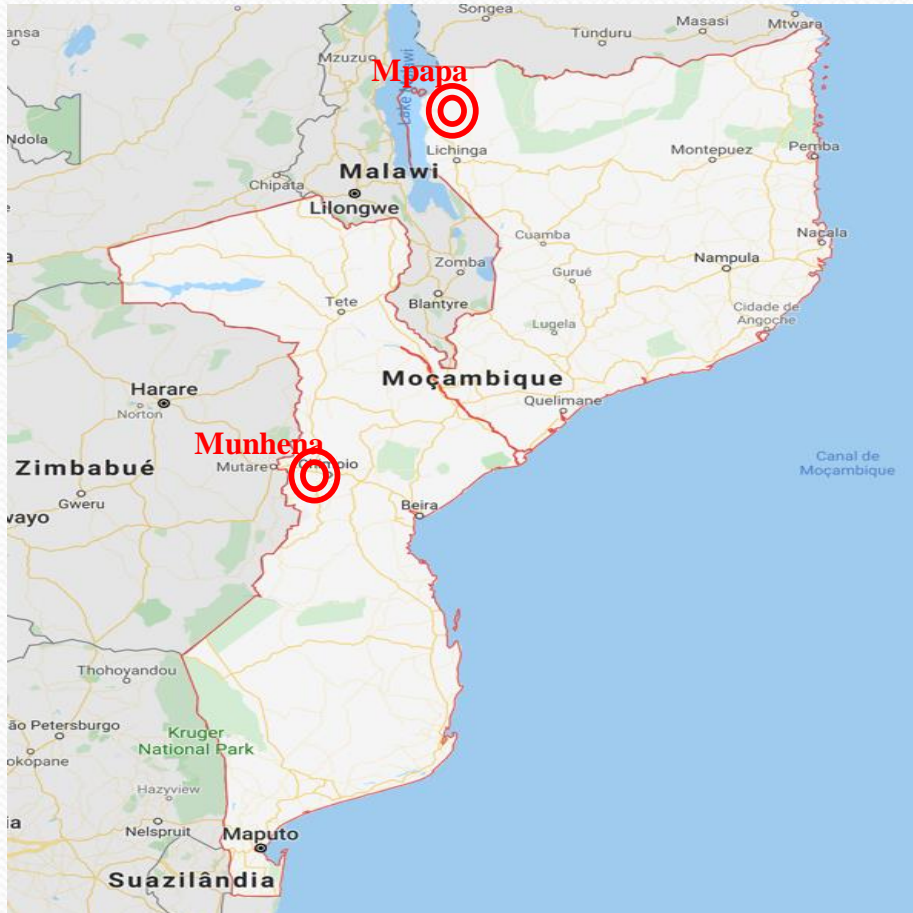 Songea
ansa
Tunduru
Masasi
Mtwara
Mzuzu
Mpapa
Ndola
Lichinga
Montepuez
Pemba
Malawi
Chipata
Lilongwe
Cuamba
Nacala
a
Zomba
Nampula
Gurué
Tete
Blantyre
Cidade de
Angoche
Lugela
Moçambique
Harare
Norton
Quelimane
Munhena
Canal de
Moçambique
Zimbabué
Mutare
Gweru
Beira
wayo
Thohoyandou
ão Petersburgo
Kruger
National Park
okopane
Hazyview
ia
Nelspruit
Maputo
Suazilândia